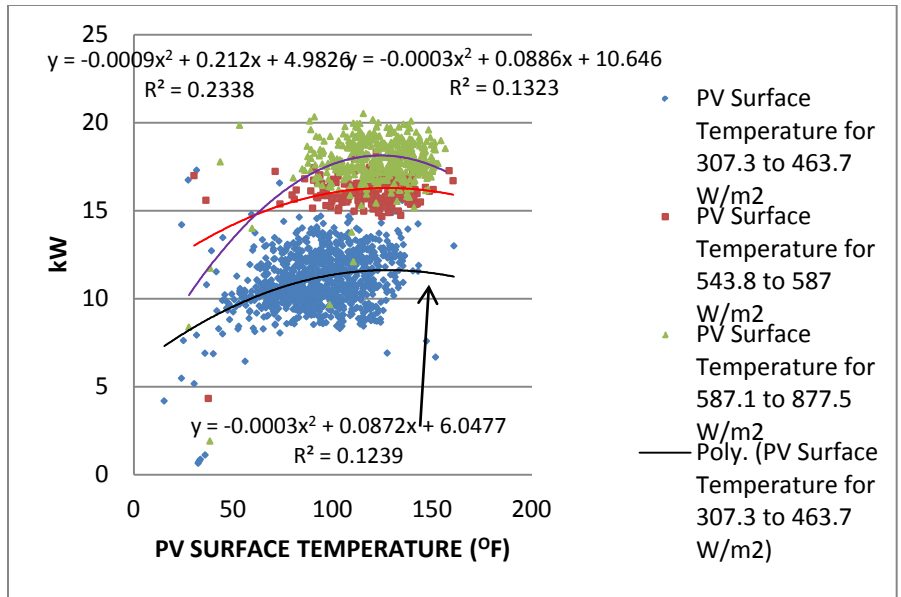 25
20
15
10
5
0
kW
y = -0.0009x² + 0.212x + 4.9826
R² = 0.2338
y = -0.0003x² + 0.0886x + 10.646
R² = 0.1323
y = -0.0003x² + 0.0872x + 6.0477
R² = 0.1239
0 50 100 150 200
PV SURFACE TEMPERATURE (ᴼF)
PV Surface
Temperature for
307.3 to 463.7
W/m2
PV Surface
Temperature for
543.8 to 587
W/m2
PV Surface
Temperature for
587.1 to 877.5
W/m2
Poly. (PV Surface
Temperature for
307.3 to 463.7
W/m2)